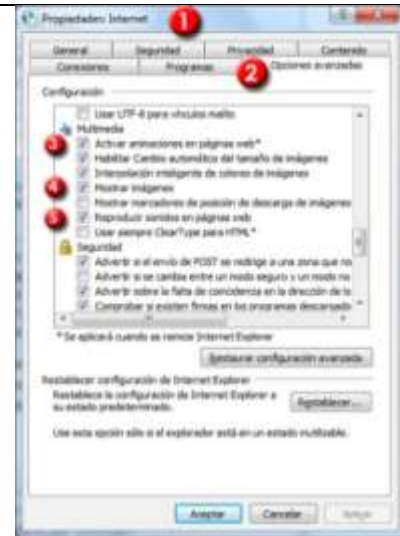 Propiedades: Internet
1
General Seguridad Privacidad Contenido
Conexiones Programas 2 Opciones avanzadas
Configuración
Usar UTF-8 para vínculos mailto
Multimedia
3 Activar animaciones en páginas web*
Habilitar Cambio automático del tamaño de imágenes
Interpolación inteligente de colores de imágenes
4 Mostrar imágenes
Mostrar marcadores de posición de descarga de imágenes
5 Reproducir sonidos en páginas web
Usar siempre ClearType para HTML*
Seguridad
Advertir si el envío de POST se redirige a una zona que no
Advertir si se cambia entre un modo seguro y un modo no
Advertir sobre la falta de coincidencia en la dirección de lo
Comprobar si existen firmas en los programas descargado
* Se aplicará cuando se reinicie Internet Explorer
Restaurar configuración avanzada
Restablecer configuración de Internet Explorer
Restablece la configuración de Internet Explorer a
su estado predeterminado.
Restablecer...
Use esta opción sólo si el explorador está en un estado inutilizable.
Aceptar Cancelar Aplicar